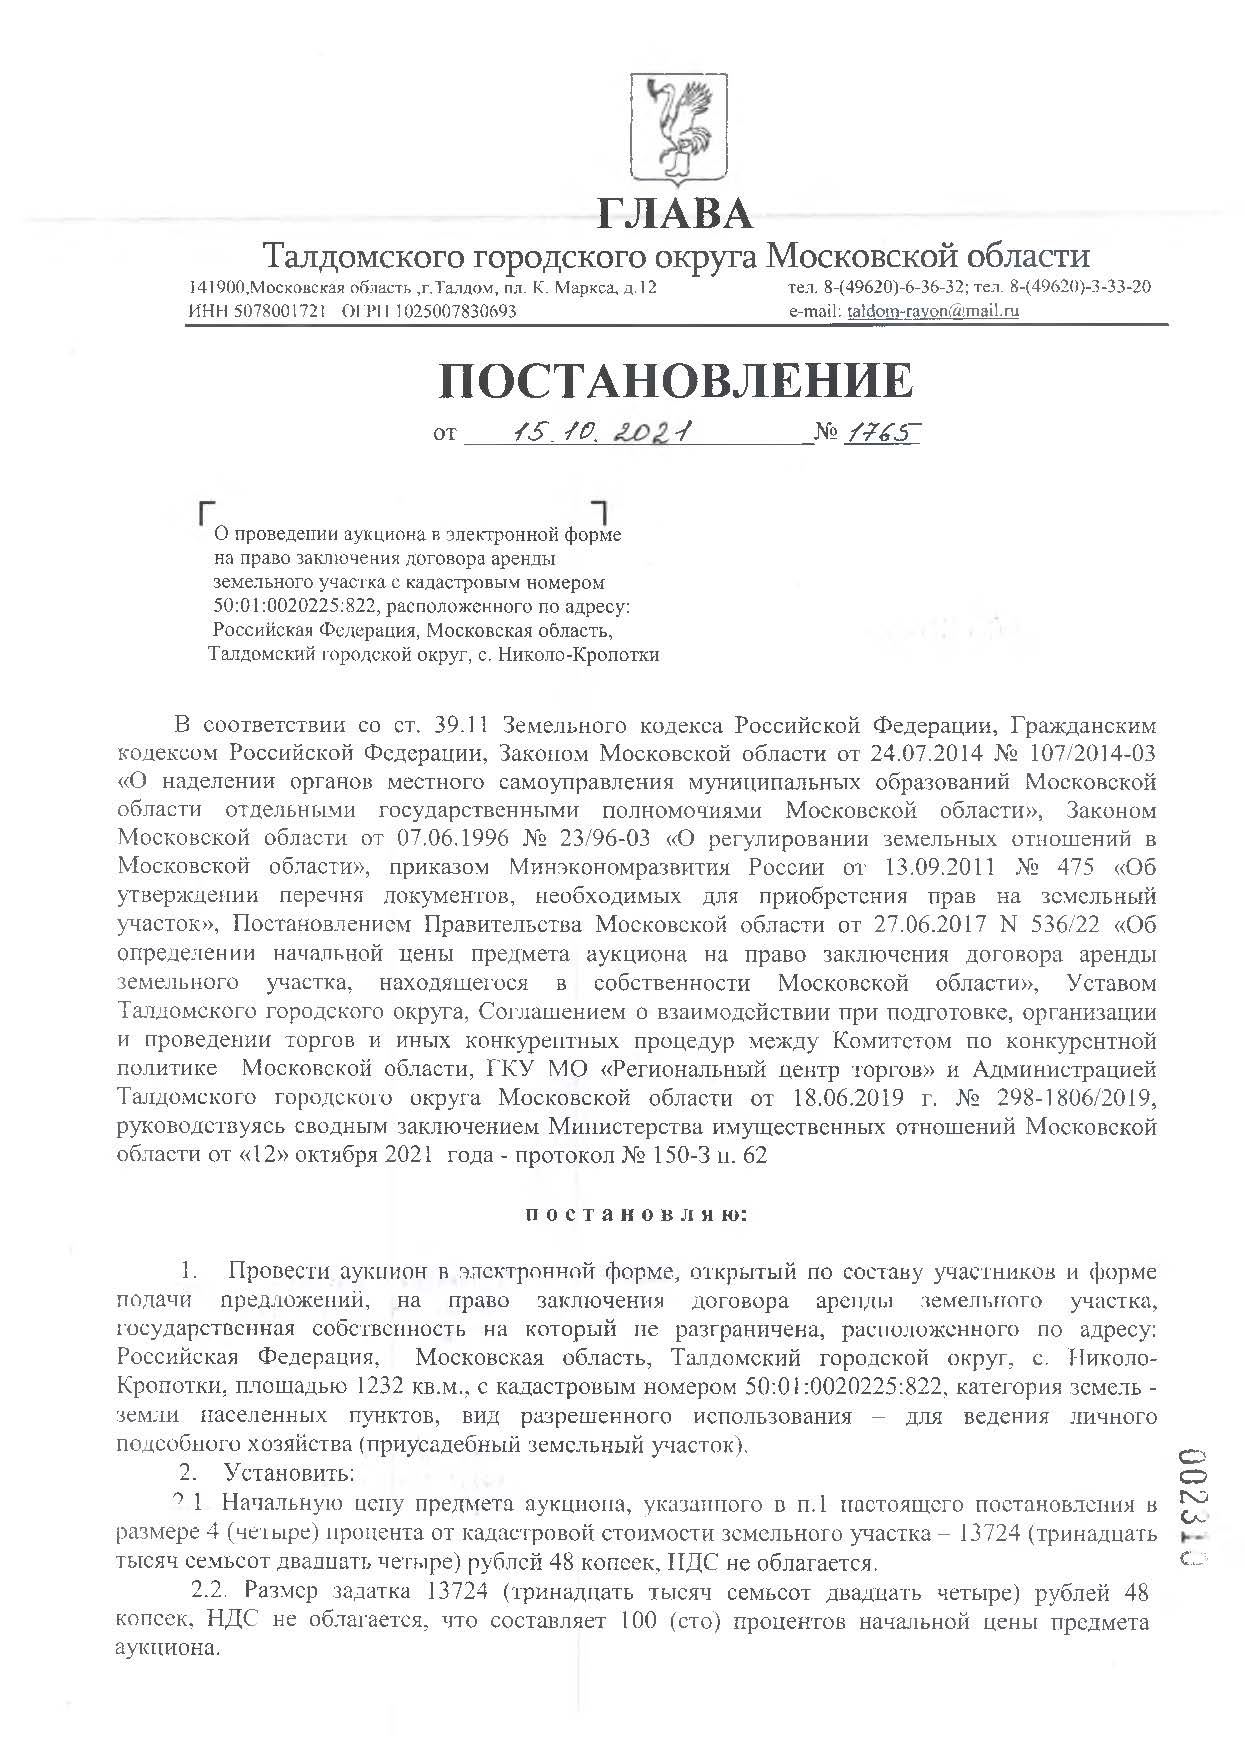 ГЛАВА
Талдомского городского округа Московской области
141900,Московская область ,г.Талдом, пл. К. Маркса, д.12 тел. 8-(49620)-6-36-32; тел. 8-(49620)-3-33-20
ИНН 5078001721 ОГРН 1025007830693 e-mail: taldom-rayon@mail.ru
ПОСТАНОВЛЕНИЕ
от 15.10.2021 № 1765
О проведении аукциона в электронной форме
на право заключения договора аренды
земельного участка с кадастровым номером
50:01:0020225:822, расположенного по адресу:
Российская Федерация, Московская область,
Талдомский городской округ, с. Николо-Кропотки
В соответствии со ст. 39.11 Земельного кодекса Российской Федерации, Гражданским
кодексом Российской Федерации, Законом Московской области от 24.07.2014 № 107/2014-ОЗ
«О наделении органов местного самоуправления муниципальных образований Московской
области отдельными государственными полномочиями Московской области», Законом
Московской области от 07.06.1996 № 23/96-ОЗ «О регулировании земельных отношений в
Московской области», приказом Минэкономразвития России от 13.09.2011 № 475 «Об
утверждении перечня документов, необходимых для приобретения прав на земельный
участок», Постановлением Правительства Московской области от 27.06.2017 N 536/22 «Об
определении начальной цены предмета аукциона на право заключения договора аренды
земельного участка, находящегося в собственности Московской области», Уставом
Талдомского городского округа, Соглашением о взаимодействии при подготовке, организации
и проведении торгов и иных конкурентных процедур между Комитетом по конкурентной
политике Московской области, ГКУ МО «Региональный центр торгов» и Администрацией
Талдомского городского округа Московской области от 18.06.2019 г. № 298-1806/2019,
руководствуясь сводным заключением Министерства имущественных отношений Московской
области от «12» октября 2021 года - протокол № 150-З п. 62
п о с т а н о в л я ю:
1. Провести аукцион в электронной форме, открытый по составу участников и форме
подачи предложений, на право заключения договора аренды земельного участка,
государственная собственность на который не разграничена, расположенного по адресу:
Российская Федерация, Московская область, Талдомский городской округ, с. Николо-
Кропотки, площадью 1232 кв.м., с кадастровым номером 50:01:0020225:822, категория земель -
земли населенных пунктов, вид разрешенного использования – для ведения личного
подсобного хозяйства (приусадебный земельный участок).
2. Установить:
2.1 Начальную цену предмета аукциона, указанного в п.1 настоящего постановления в
размере 4 (четыре) процента от кадастровой стоимости земельного участка – 13724 (тринадцать
тысяч семьсот двадцать четыре) рублей 48 копеек, НДС не облагается.
2.2. Размер задатка 13724 (тринадцать тысяч семьсот двадцать четыре) рублей 48
копеек, НДС не облагается, что составляет 100 (сто) процентов начальной цены предмета
аукциона.